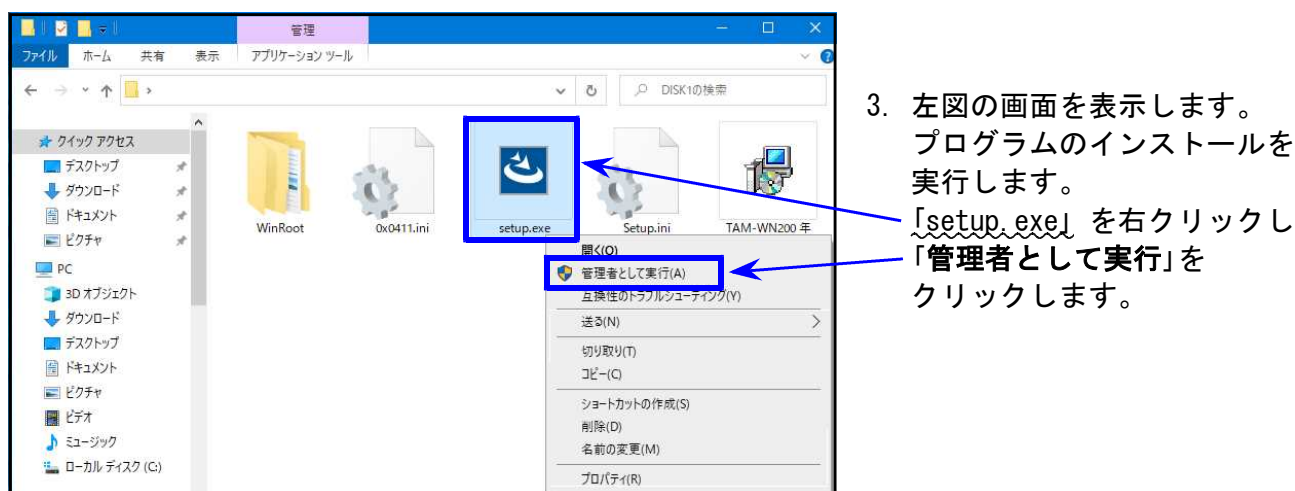 管理
ファイル ホーム 共有 表示 アプリケーション ツール
DISK1の検索
クイック アクセス
デスクトップ
ダウンロード
ドキュメント
ピクチャ
PC
3D オブジェクト
ダウンロード
デスクトップ
ドキュメント
ピクチャ
ビデオ
ミュージック
ローカル ディスク (C:)
WinRoot 0x0411.ini setup.exe Setup.ini TAM-WN200 年
開く(O)
管理者として実行(A)
互換性のトラブルシューティング(Y)
送る(N)
切り取り(T)
コピー(C)
ショートカットの作成(S)
削除(D)
名前の変更(M)
プロパティ(R)
3. 左図の画面を表示します。
プログラムのインストールを
実行します。
「setup.exe」を右クリックし
「管理者として実行」を
クリックします。